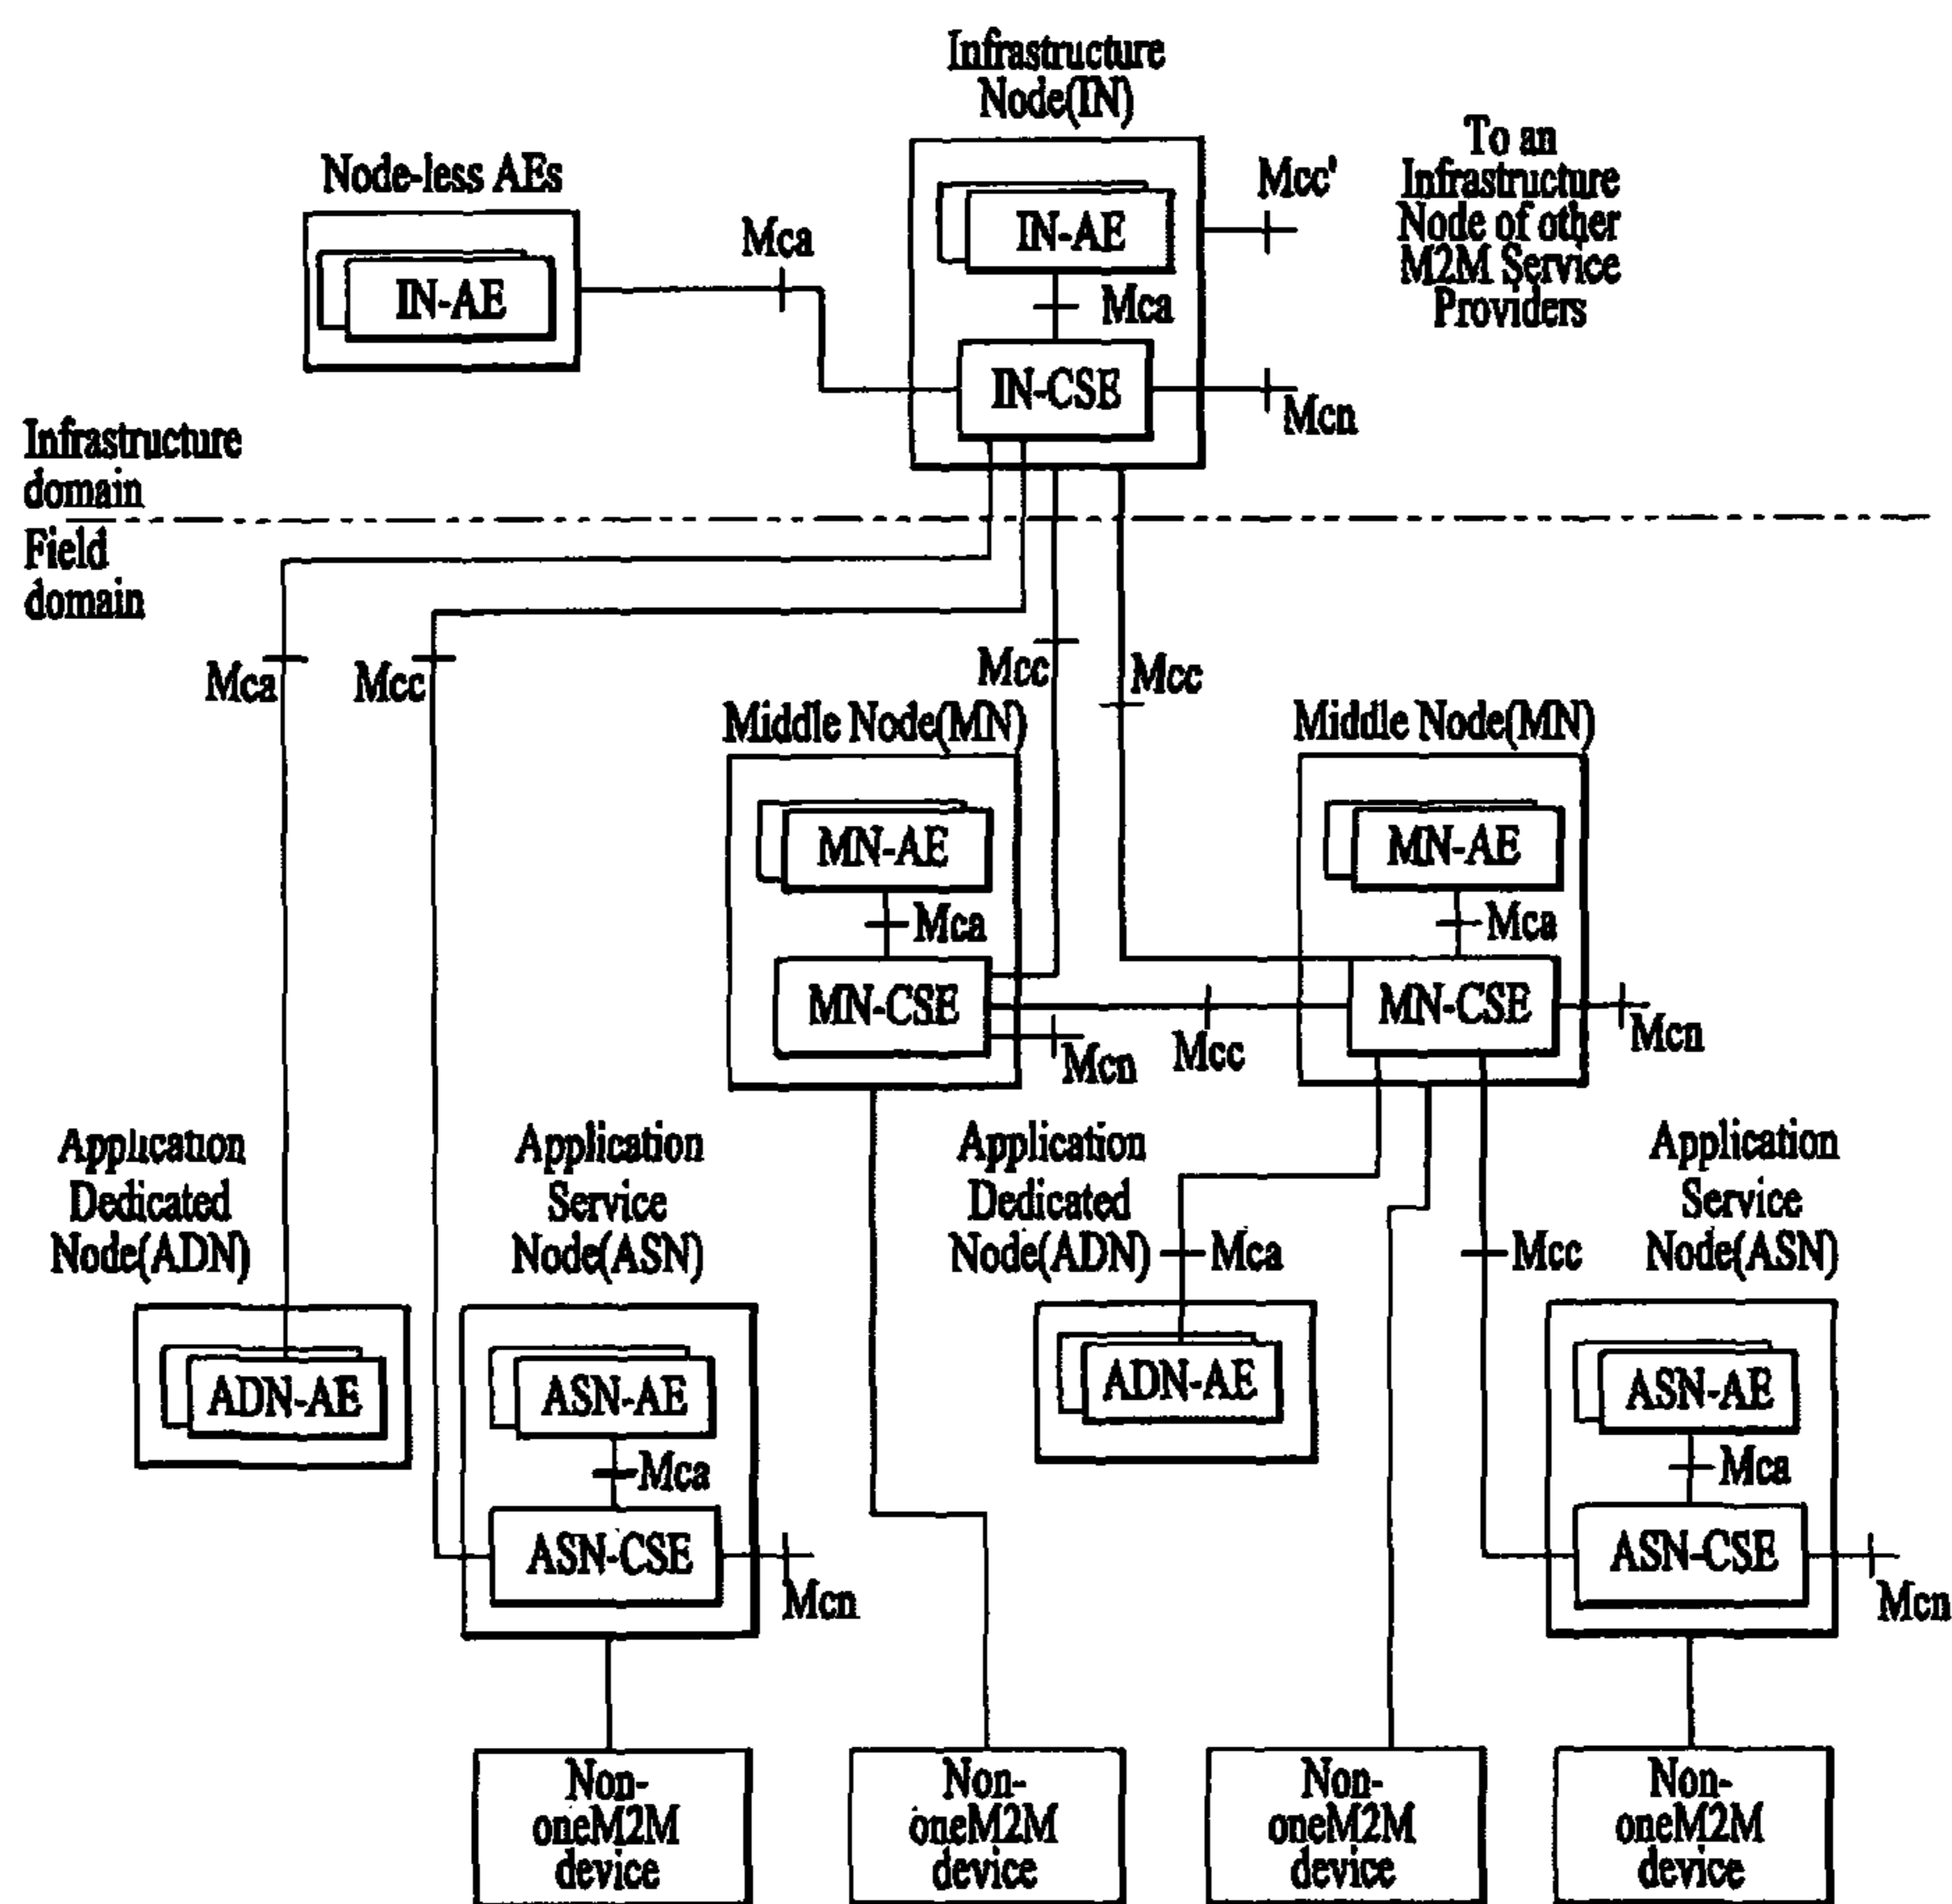 Infrastructure
Node(IN)
To an
Infrastructure
Node of other
M2M Service
Providers
Mcc'
Node-less AEs
IN-AE
Mca
IN-AE
Mca
IN-CSE
Mcn
Infrastructure
domain
Field
domain
Mca
Mcc
Mcc
Mcc
Middle Node(MN)
Middle Node(MN)
MN-AE
MN-AE
Mca
Mca
MN-CSE
MN-CSE
Mcn
Mcc
Mcn
Application
Dedicated
Node(ADN)
Application
Service
Node(ASN)
Application
Dedicated
Node(ADN)
Mca
Mcc
Application
Service
Node(ASN)
ADN-AE
ASN-AE
ADN-AE
ASN-AE
Mca
Mca
ASN-CSE
ASN-CSE
Mcn
Mcn
Non-
oneM2M
device
Non-
oneM2M
device
Non-
oneM2M
device
Non-
oneM2M
device